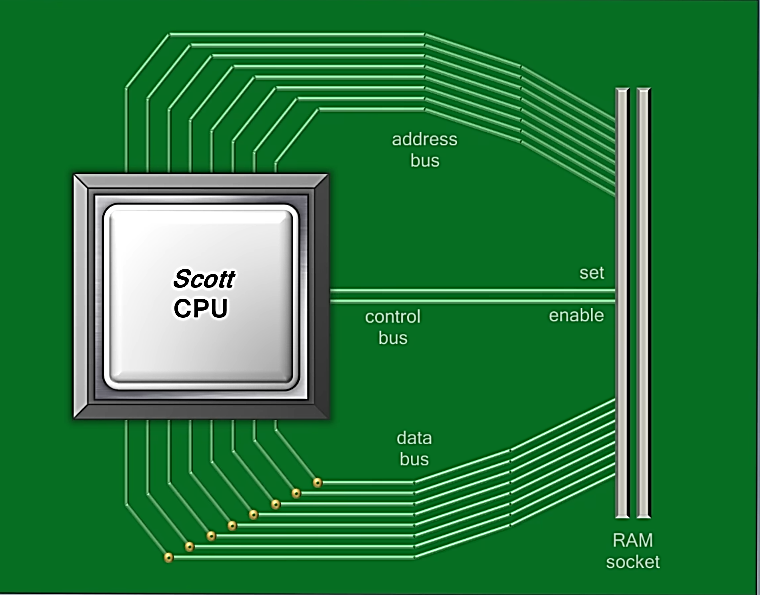 address
bus
set
Scott
CPU
control
bus
enable
data
bus
RAM
socket